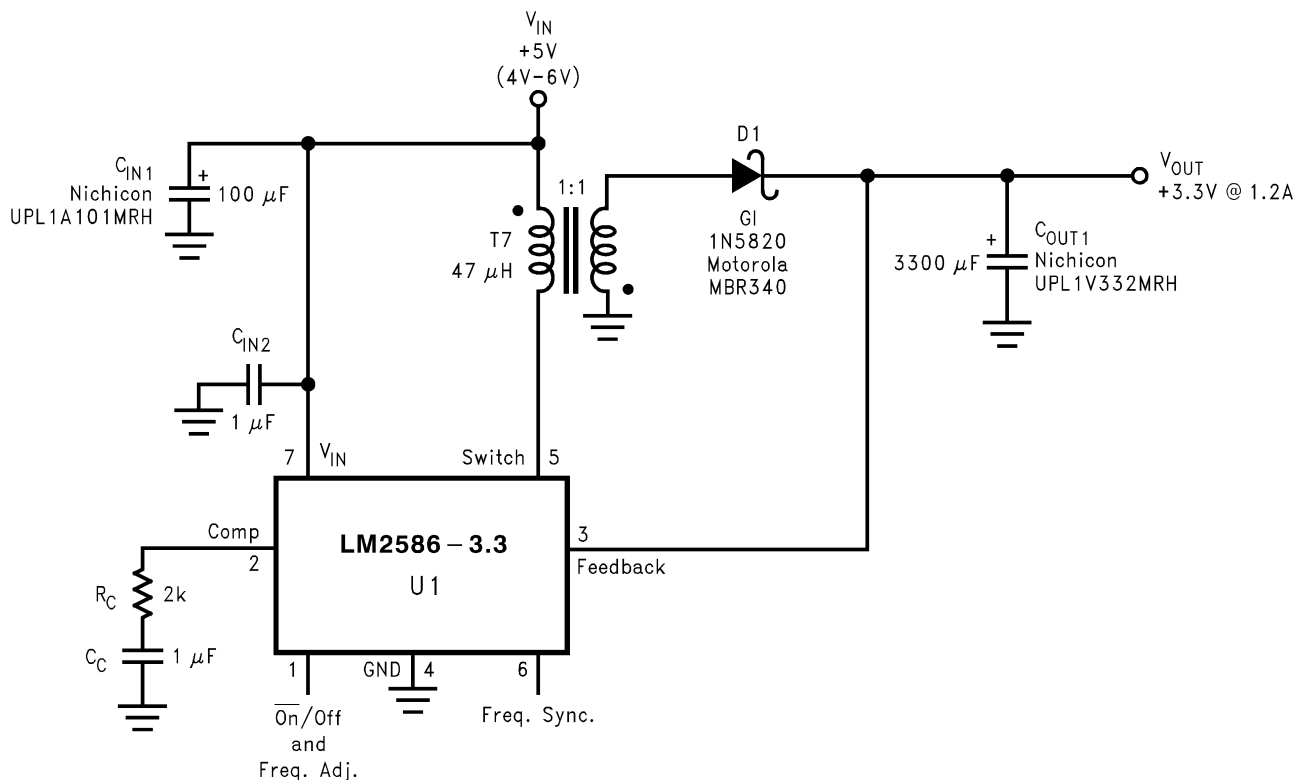 V_IN
+5V
(4V-6V)
C_IN1
Nichicon
UPL1A101MRH
+
100 μF
1:1
T7
47 μH
D1
GI
1N5820
Motorola
MBR340
V_OUT
+3.3V @ 1.2A
+
3300 μF
C_OUT1
Nichicon
UPL1V332MRH
C_IN2
1 μF
7
V_IN
Switch
5
Comp
2
LM2586 – 3.3
U1
3
Feedback
R_C
2k
C_C
1 μF
1
GND
4
6
On/Off
and
Freq. Adj.
Freq. Sync.